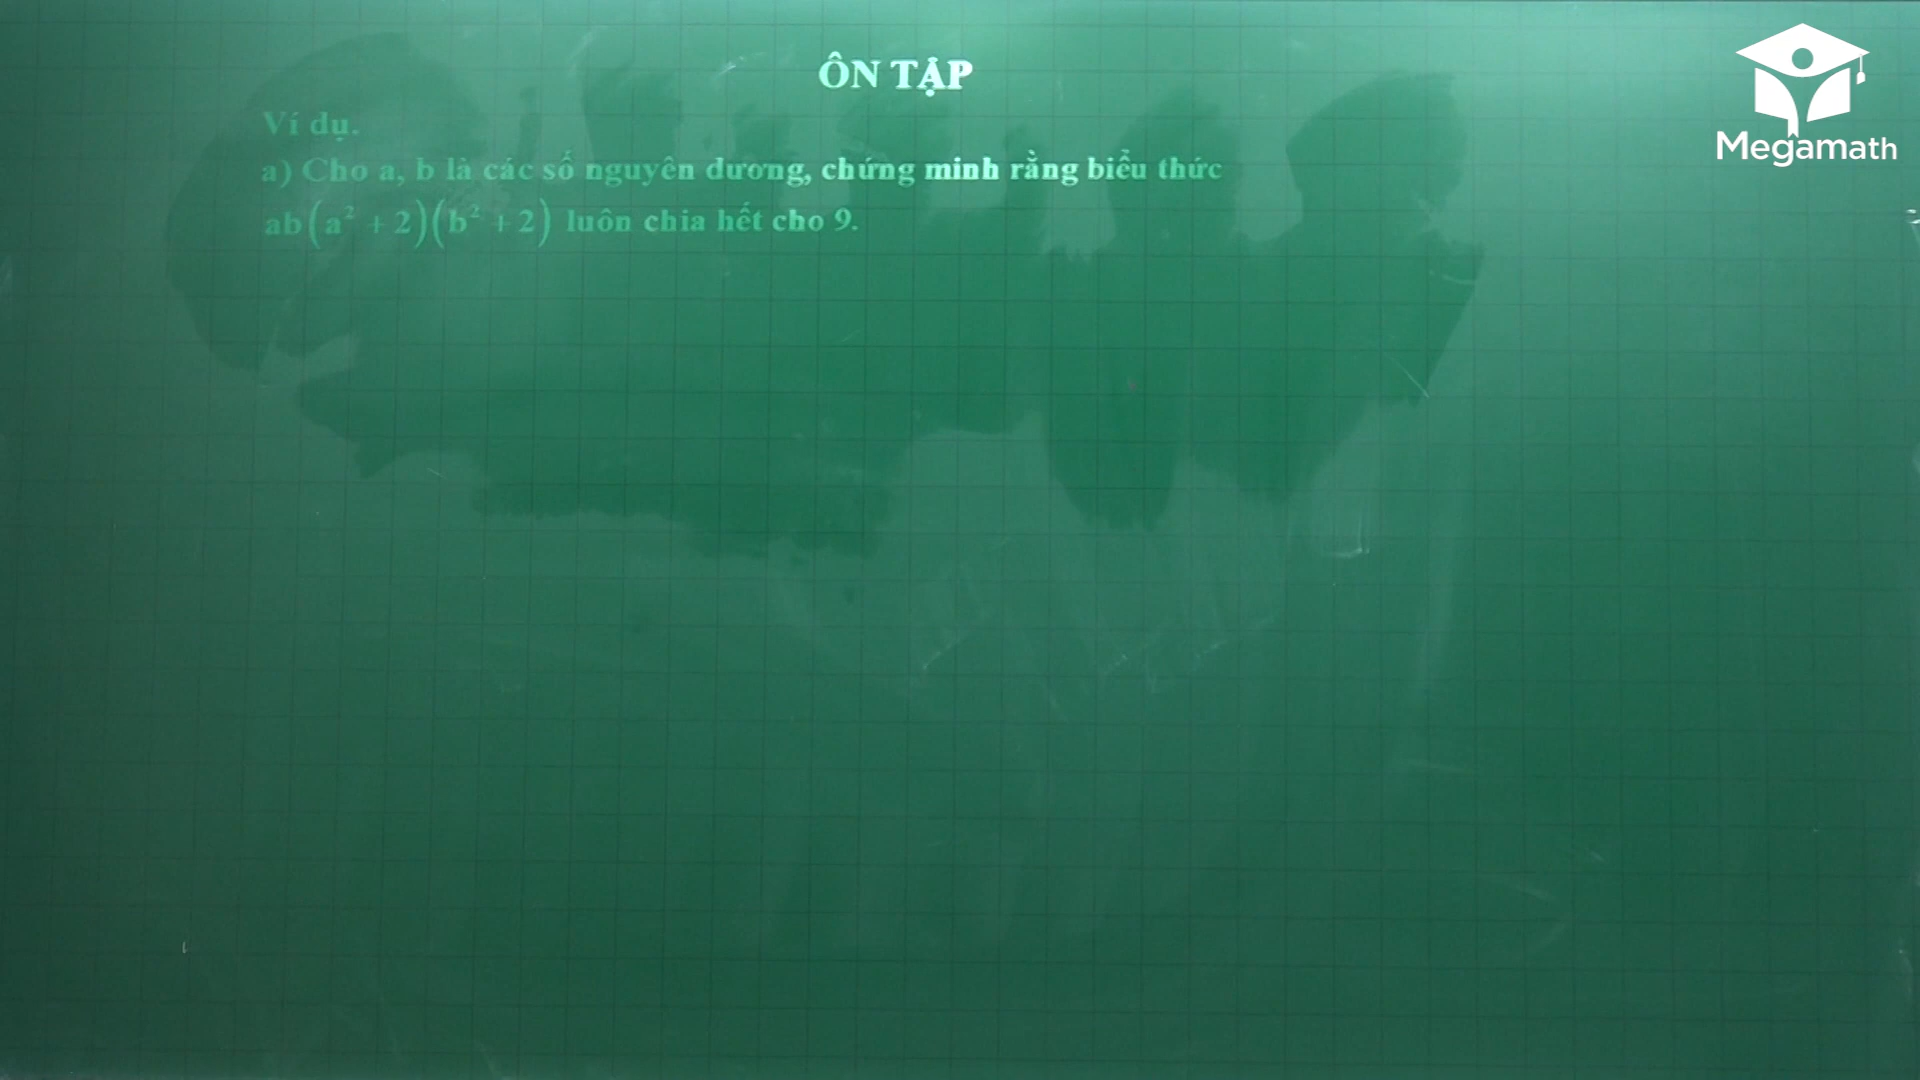 ÔN TẬP
Megamath
Ví dụ.
a) Cho a, b là các số nguyên dương, chứng minh rằng biểu thức
ab(a² + 2)(b² + 2) luôn chia hết cho 9.